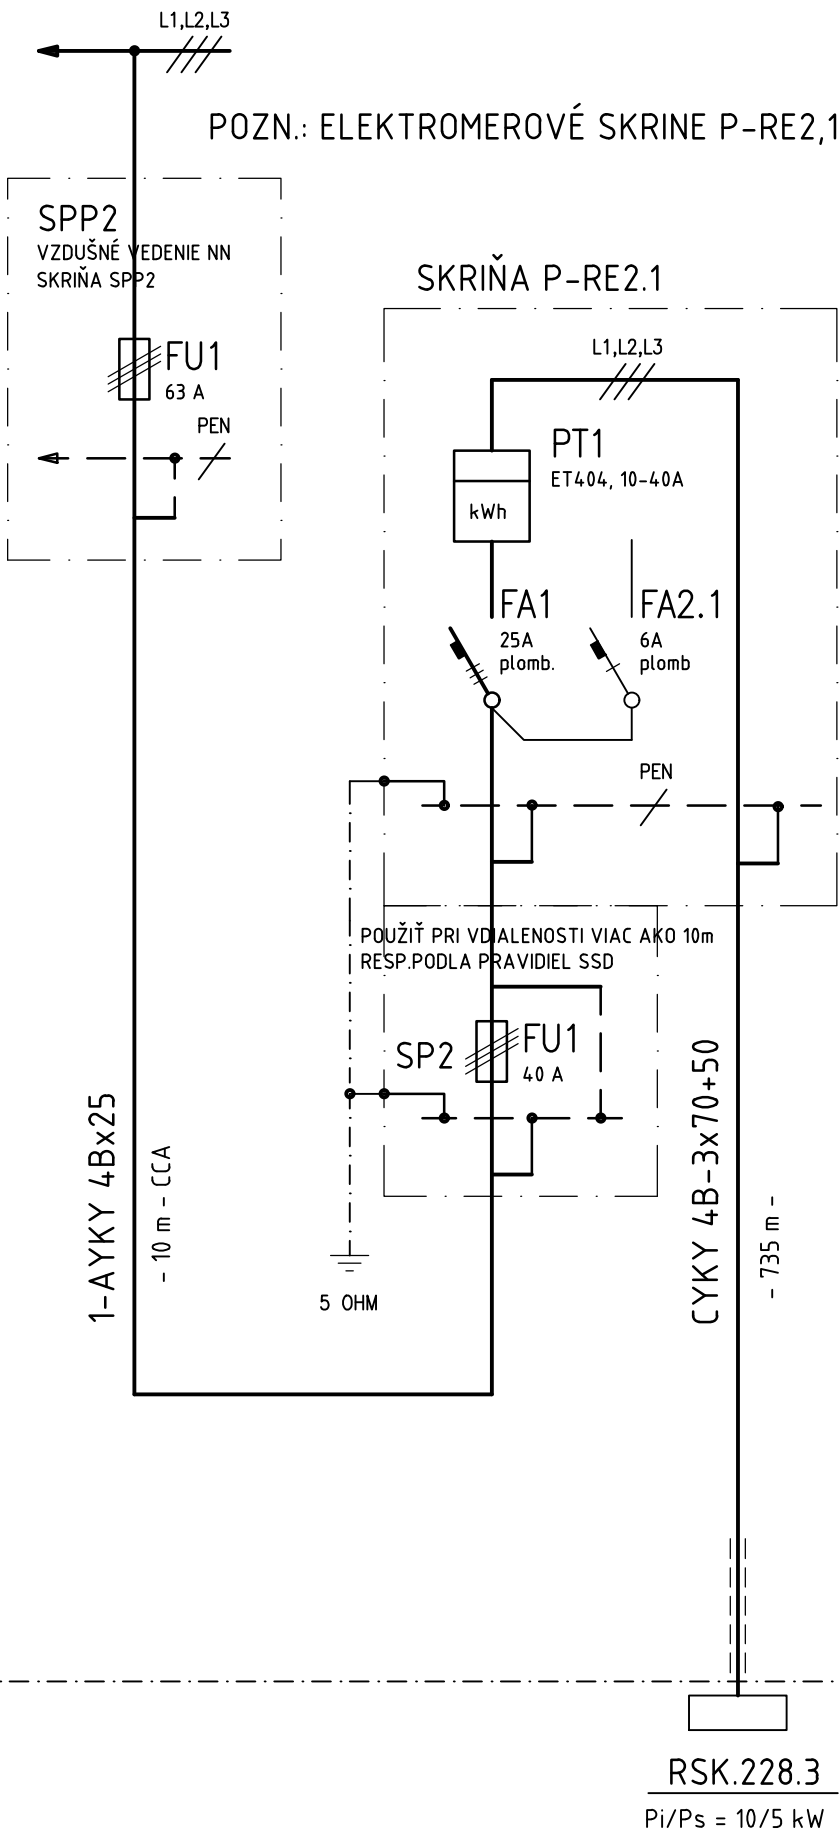 L1,L2,L3
POZN.: ELEKTROMEROVÉ SKRINE P-RE2,1
SPP2
VZDUŠNÉ VEDENIE NN
SKRIŇA SPP2
SKRIŇA P-RE2.1
L1,L2,L3
FU1
63 A
PEN
PT1
ET404, 10-40A
kWh
FA1
25A
plomb.
FA2.1
6A
plomb
PEN
POUŽIŤ PRI VDIALENOSTI VIAC AKO 10m
RESP.PODLA PRAVIDIEL SSD
SP2
FU1
40 A
1-AYKY 4Bx25
- 10 m - CCA
CYKY 4B-3x70+50
- 735 m -
5 OHM
RSK.228.3
Pi/Ps = 10/5 kW